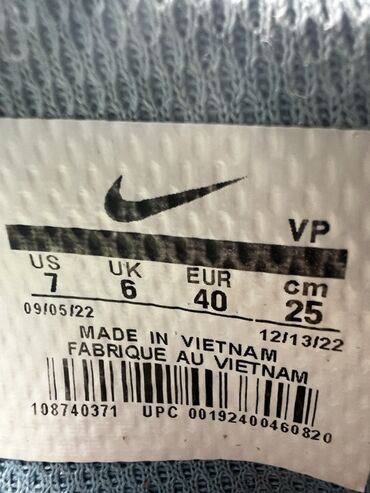 VP
US UK EUR cm
7 6 40 25
09/05/22 12/13/22
MADE IN VIETNAM
FABRIQUE AU VIETNAM
108740371 UPC 00192400460820